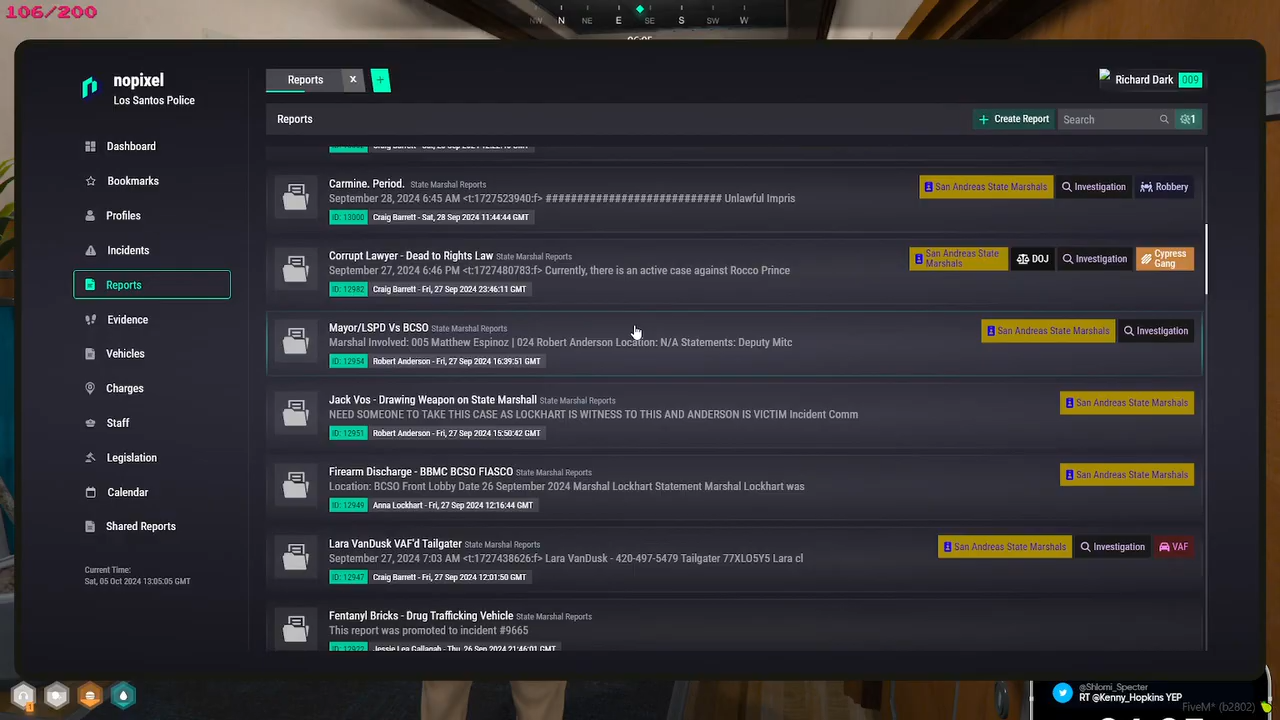 106/200
NW N NE E SE S SW W
nopixel
Los Santos Police
Reports x +
Richard Dark 009
Reports
+ Create Report
Search
1
Dashboard
Bookmarks
Profiles
Incidents
Reports
Evidence
Vehicles
Charges
Staff
Legislation
Calendar
Shared Reports
Current Time:
Sat, 05 Oct 2024 13:05:05 GMT
Carmine. Period. State Marshal Reports
September 28, 2024 6:45 AM <t:1727523940:f> ############################ Unlawful Impris
ID: 13000 Craig Barrett - Sat, 28 Sep 2024 11:44:44 GMT
San Andreas State Marshals Investigation Robbery
Corrupt Lawyer - Dead to Rights Law State Marshal Reports
September 27, 2024 6:46 PM <t:1727480783:f> Currently, there is an active case against Rocco Prince
ID: 12982 Craig Barrett - Fri, 27 Sep 2024 23:46:11 GMT
San Andreas State Marshals DOJ Investigation Cypress Gang
Mayor/LSPD Vs BCSO State Marshal Reports
Marshal Involved: 005 Matthew Espinoz | 024 Robert Anderson Location: N/A Statements: Deputy Mitc
ID: 12954 Robert Anderson - Fri, 27 Sep 2024 16:39:51 GMT
San Andreas State Marshals Investigation
Jack Vos - Drawing Weapon on State Marshall State Marshal Reports
NEED SOMEONE TO TAKE THIS CASE AS LOCKHART IS WITNESS TO THIS AND ANDERSON IS VICTIM Incident Comm
ID: 12951 Robert Anderson - Fri, 27 Sep 2024 15:50:42 GMT
San Andreas State Marshals
Firearm Discharge - BBMC BCSO FIASCO State Marshal Reports
Location: BCSO Front Lobby Date 26 September 2024 Marshal Lockhart Statement Marshal Lockhart was
ID: 12949 Anna Lockhart - Fri, 27 Sep 2024 12:16:44 GMT
San Andreas State Marshals
Lara VanDusk VAF'd Tailgater State Marshal Reports
September 27, 2024 7:03 AM <t:1727438626:f> Lara VanDusk - 420-497-5479 Tailgater 77XLO5Y5 Lara cl
ID: 12947 Craig Barrett - Fri, 27 Sep 2024 12:01:50 GMT
San Andreas State Marshals Investigation VAF
Fentanyl Bricks - Drug Trafficking Vehicle State Marshal Reports
This report was promoted to incident #9665
Jessie Lea Gallagah - Thu, 26 Sep 2024 21:46:01 GMT
@Shlomi_Specter
RT @Kenny_Hopkins YEP
FiveM* (b2802)